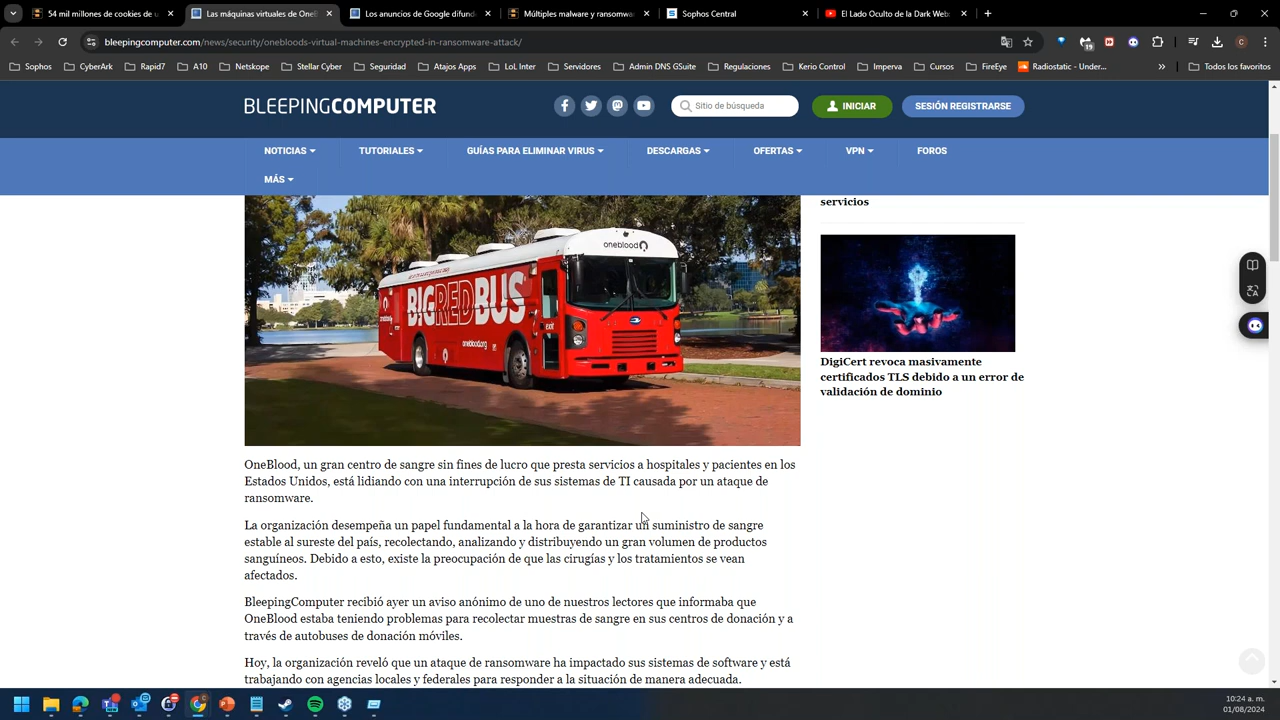 54 mil millones de cookies de u
Las máquinas virtuales de OneB
Los anuncios de Google difund
Múltiples malware y ransomwa
Sophos Central
El Lado Oculto de la Dark Web:
bleepingcomputer.com/news/security/onebloods-virtual-machines-encrypted-in-ransomware-attack/
19
C
Sophos
CyberArk
Rapid7
A10
Netskope
Stellar Cyber
Seguridad
Atajos Apps
LoL Inter
Servidores
Admin DNS GSuite
Regulaciones
Kerio Control
Imperva
Cursos
FireEye
Radiostatic - Under...
»
Todos los favoritos
BLEEPINGCOMPUTER
Sitio de búsqueda
INICIAR
SESIÓN REGISTRARSE
NOTICIAS
TUTORIALES
GUÍAS PARA ELIMINAR VIRUS
DESCARGAS
OFERTAS
VPN
FOROS
MÁS
servicios
oneblood
BIGREDBUS
oneblood.org
exit
DigiCert revoca masivamente
certificados TLS debido a un error de
validación de dominio
OneBlood, un gran centro de sangre sin fines de lucro que presta servicios a hospitales y pacientes en los
Estados Unidos, está lidiando con una interrupción de sus sistemas de TI causada por un ataque de
ransomware.
La organización desempeña un papel fundamental a la hora de garantizar un suministro de sangre
estable al sureste del país, recolectando, analizando y distribuyendo un gran volumen de productos
sanguíneos. Debido a esto, existe la preocupación de que las cirugías y los tratamientos se vean
afectados.
BleepingComputer recibió ayer un aviso anónimo de uno de nuestros lectores que informaba que
OneBlood estaba teniendo problemas para recolectar muestras de sangre en sus centros de donación y a
través de autobuses de donación móviles.
Hoy, la organización reveló que un ataque de ransomware ha impactado sus sistemas de software y está
trabajando con agencias locales y federales para responder a la situación de manera adecuada.
10:24 a. m.
01/08/2024